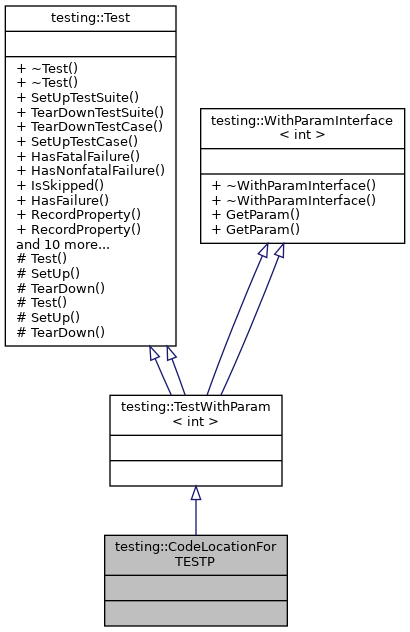 testing::Test
+ ~Test()
+ ~Test()
+ SetUpTestSuite()
+ TearDownTestSuite()
+ TearDownTestCase()
+ SetUpTestCase()
+ HasFatalFailure()
+ HasNonfatalFailure()
+ IsSkipped()
+ HasFailure()
+ RecordProperty()
+ RecordProperty()
and 10 more...
# Test()
# SetUp()
# TearDown()
# Test()
# SetUp()
# TearDown()
testing::WithParamInterface
< int >
+ ~WithParamInterface()
+ ~WithParamInterface()
+ GetParam()
+ GetParam()
testing::TestWithParam
< int >
testing::CodeLocationFor
TESTP